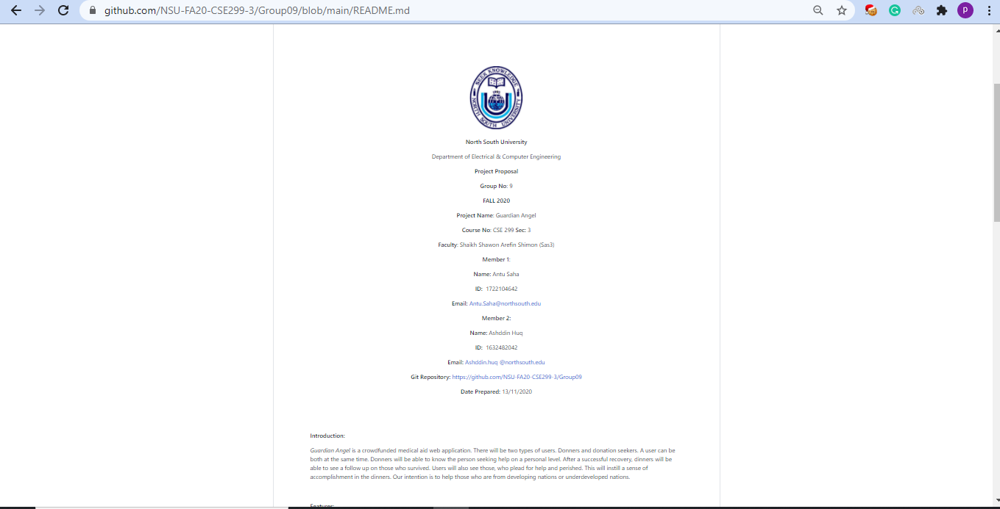 github.com/NSU-FA20-CSE299-3/Group09/blob/main/README.md
P
SEEK KNOWLEDGE
1992
NORTH SOUTH UNIVERSITY
North South University
Department of Electrical & Computer Engineering
Project Proposal
Group No: 9
FALL 2020
Project Name: Guardian Angel
Course No: CSE 299 Sec: 3
Faculty: Shaikh Shawon Arefin Shimon (Sas3)
Member 1:
Name: Antu Saha
ID: 1722104642
Email: Antu.Saha@northsouth.edu
Member 2:
Name: Ashddin Huq
ID: 1632482042
Email: Ashddin.huq @northsouth.edu
Git Repository: https://github.com/NSU-FA20-CSE299-3/Group09
Date Prepared: 13/11/2020
Introduction:
Guardian Angel is a crowdfunded medical aid web application. There will be two types of users. Donners and donation seekers. A user can be
both at the same time. Donners will be able to know the person seeking help on a personal level. After a successful recovery, dinners will be
able to see a follow up on those who survived. Users will also see those, who plead for help and perished. This will instill a sense of
accomplishment in the dinners. Our intention is to help those who are from developing nations or underdeveloped nations.
Features: